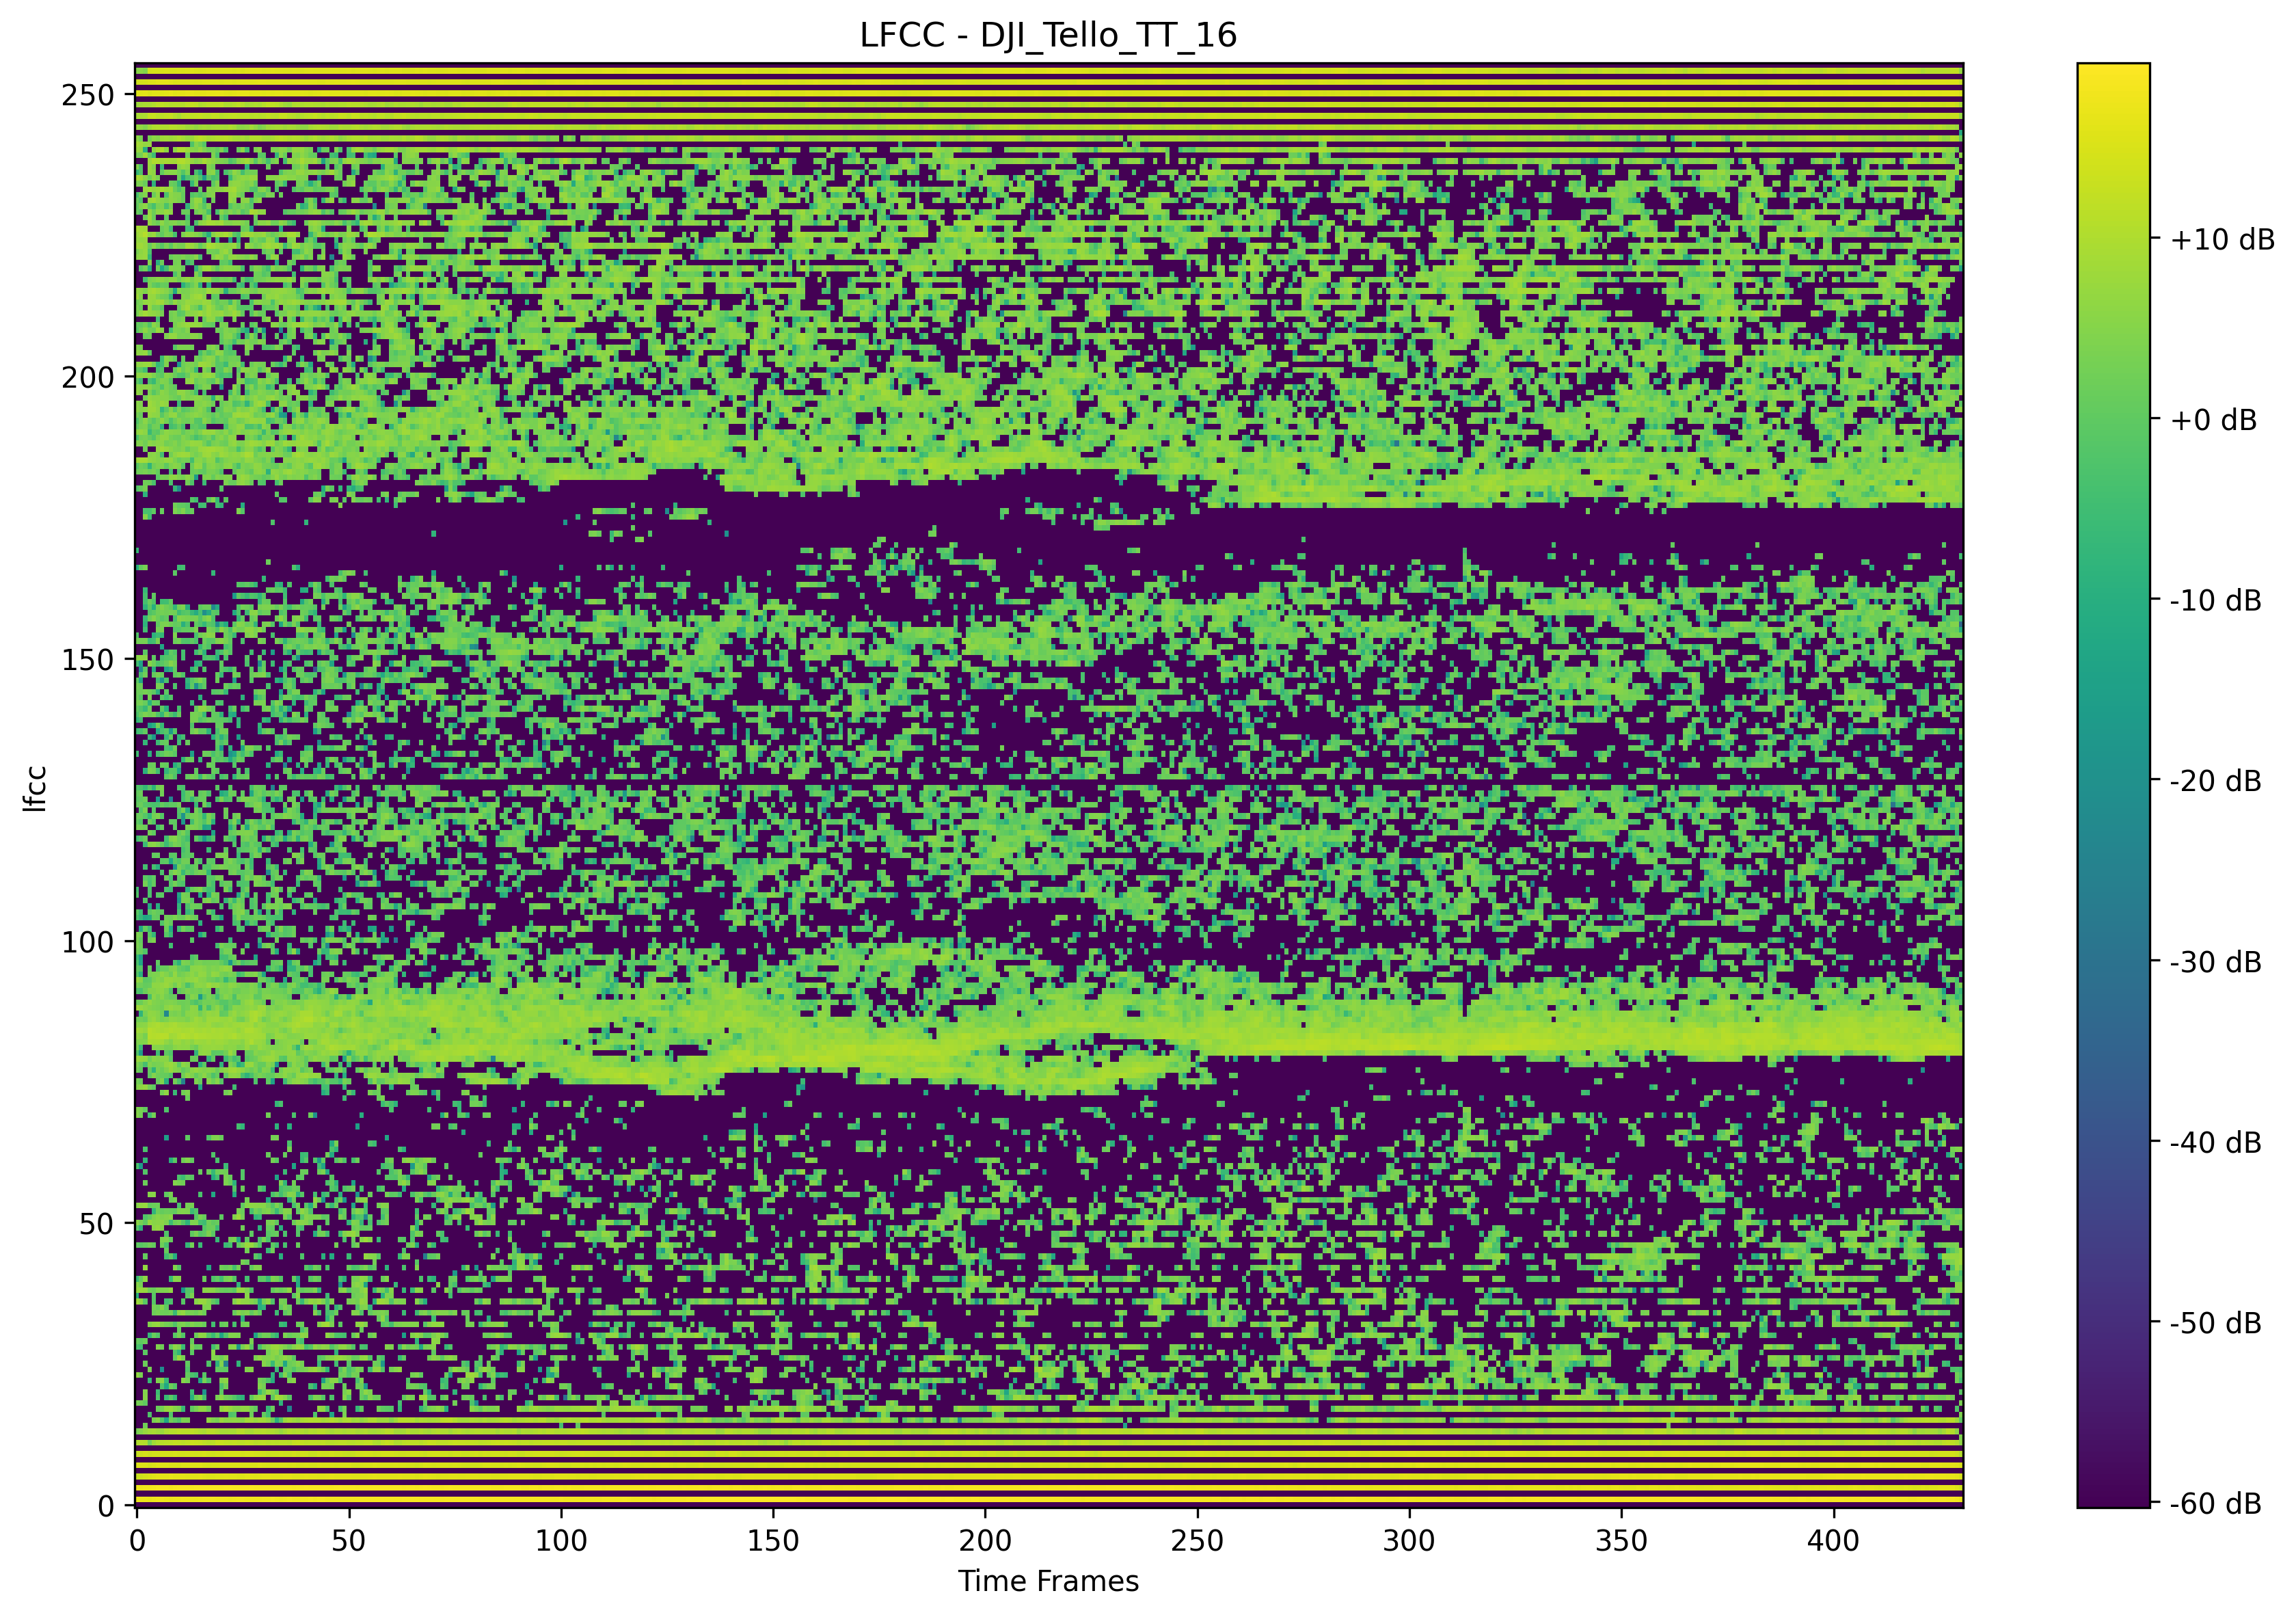 LFCC - DJI_Tello_TT_16
250
200
150
100
50
0
lfcc
0 50 100 150 200 250 300 350 400
Time Frames
+10 dB
+0 dB
-10 dB
-20 dB
-30 dB
-40 dB
-50 dB
-60 dB